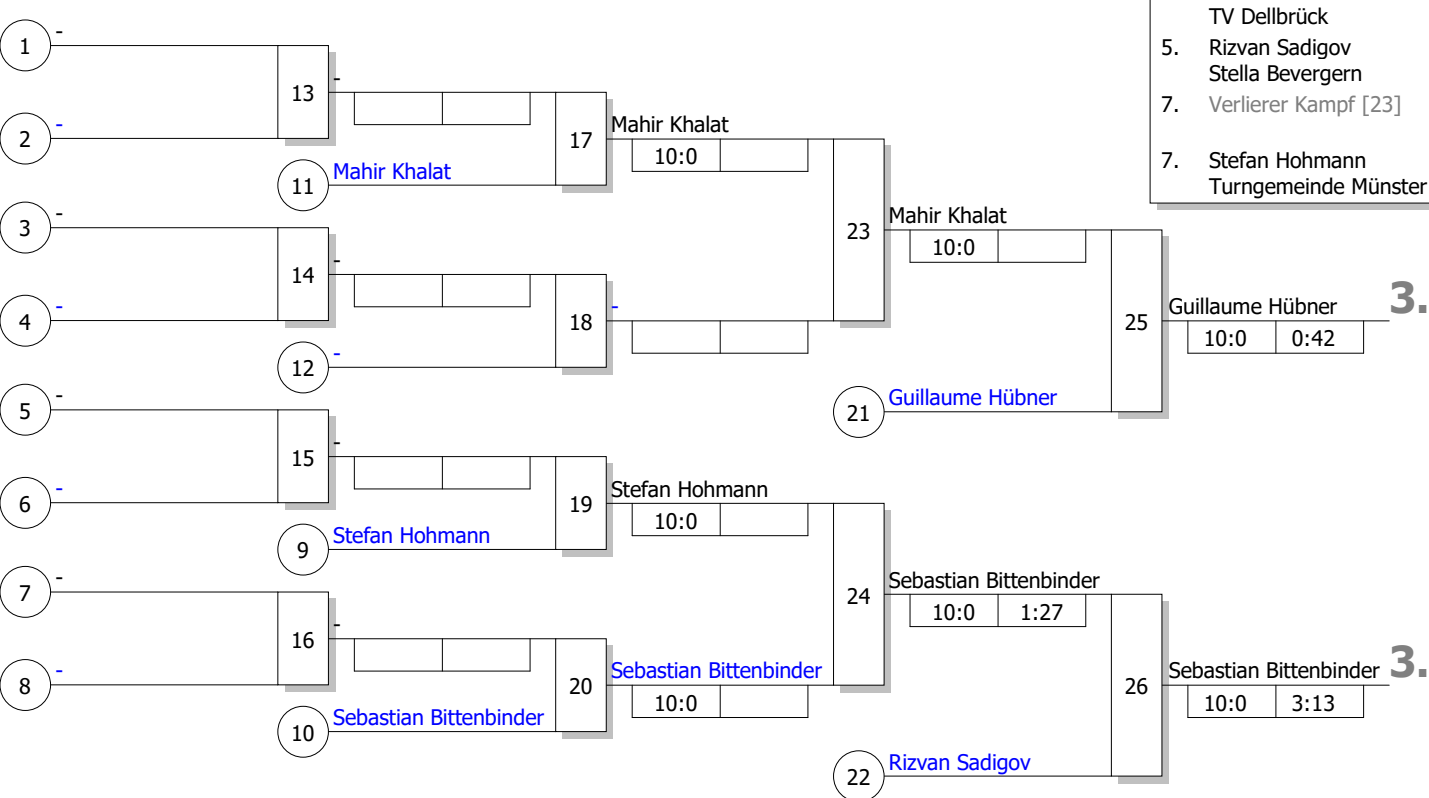 TV Dellbrück
5. Rizvan Sadigov
Stella Bevergern
7. Verlierer Kampf [23]
7. Stefan Hohmann
Turngemeinde Münster
1 -
13 -
2 -
17 Mahir Khalat
10:0
11 Mahir Khalat
3 -
23 Mahir Khalat
10:0
14 -
4 -
18 -
12 -
25 Guillaume Hübner 3.
10:0 0:42
21 Guillaume Hübner
5 -
15 -
6 -
19 Stefan Hohmann
10:0
9 Stefan Hohmann
7 -
24 Sebastian Bittenbinder
10:0 1:27
16 -
8 -
20 Sebastian Bittenbinder
10:0
10 Sebastian Bittenbinder
26 Sebastian Bittenbinder 3.
10:0 3:13
22 Rizvan Sadigov